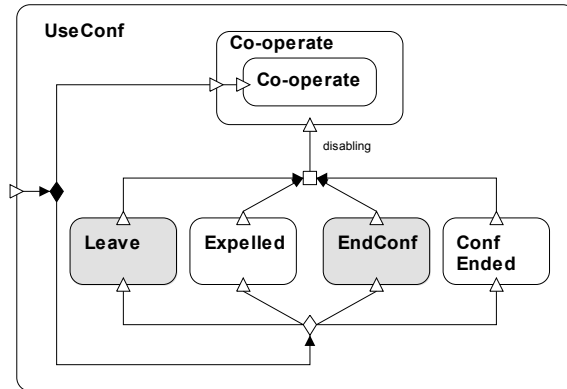 UseConf
Co-operate
Co-operate
disabling
Leave
Expelled
EndConf
Conf
Ended